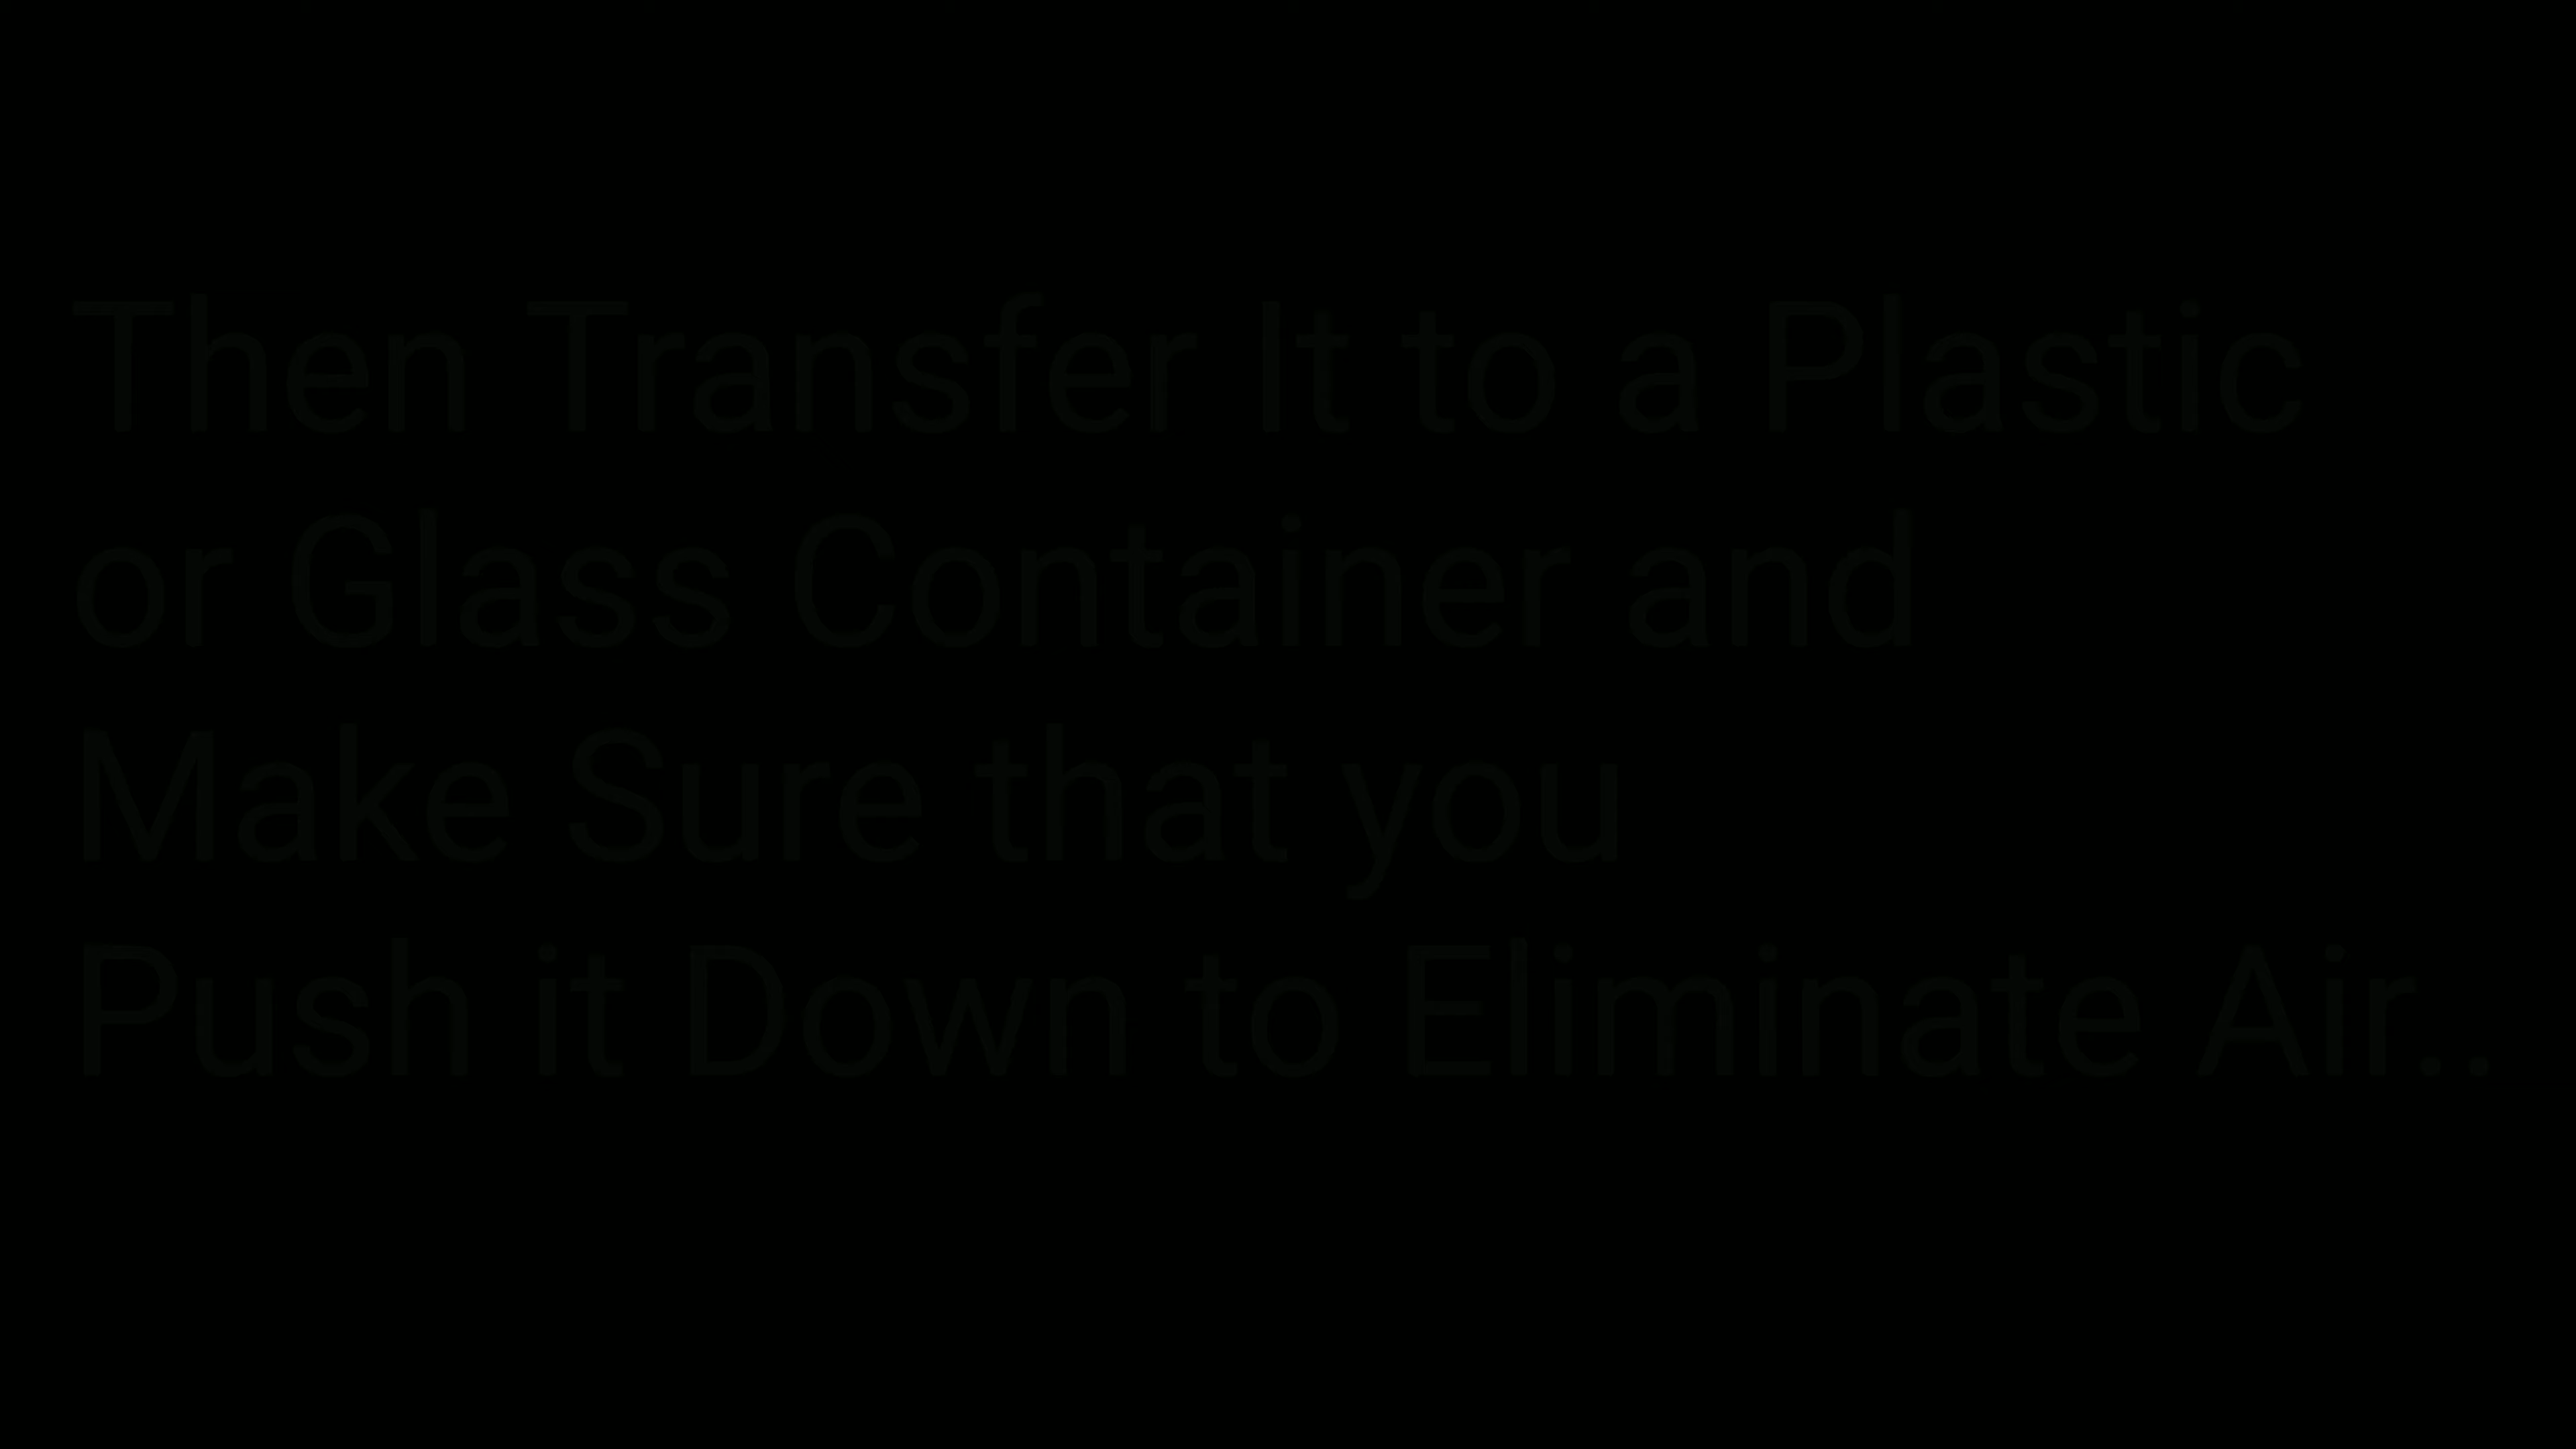 Then Transfer It to a Plastic
or Glass Container and
Make Sure that you
Push it Down to Eliminate Air..